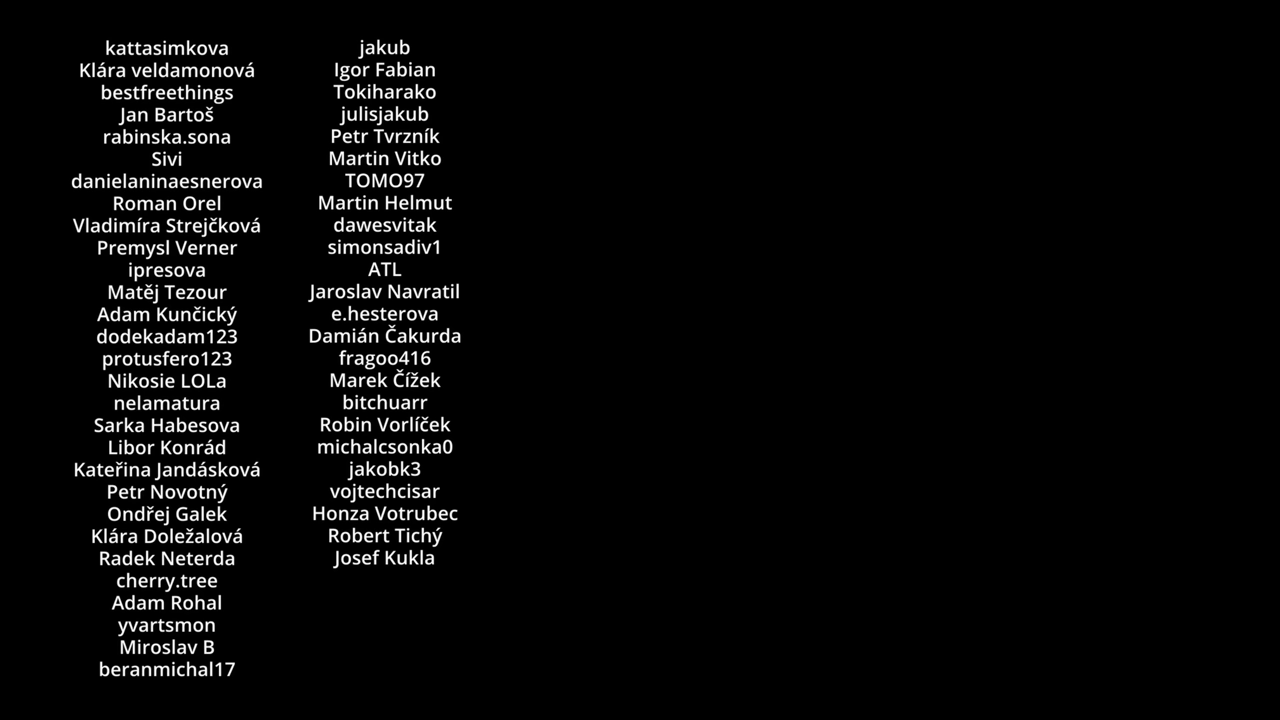 kattasimkova
Klára veldamonová
bestfreethings
Jan Bartoš
rabinska.sona
Sivi
danielaninaesnerova
Roman Orel
Vladimíra Strejčková
Premysl Verner
ipresova
Matěj Tezour
Adam Kunčický
dodekadam123
protusfero123
Nikosie LOLa
nelamatura
Sarka Habesova
Libor Konrád
Kateřina Jandásková
Petr Novotný
Ondřej Galek
Klára Doležalová
Radek Neterda
cherry.tree
Adam Rohal
yvartsmon
Miroslav B
beranmichal17
jakub
Igor Fabian
Tokiharako
julisjakub
Petr Tvrzník
Martin Vitko
TOMO97
Martin Helmut
dawesvitak
simonsadiv1
ATL
Jaroslav Navratil
e.hesterova
Damián Čakurda
fragoo416
Marek Čížek
bitchuarr
Robin Vorlíček
michalcsonka0
jakobk3
vojtechcisar
Honza Votrubec
Robert Tichý
Josef Kukla